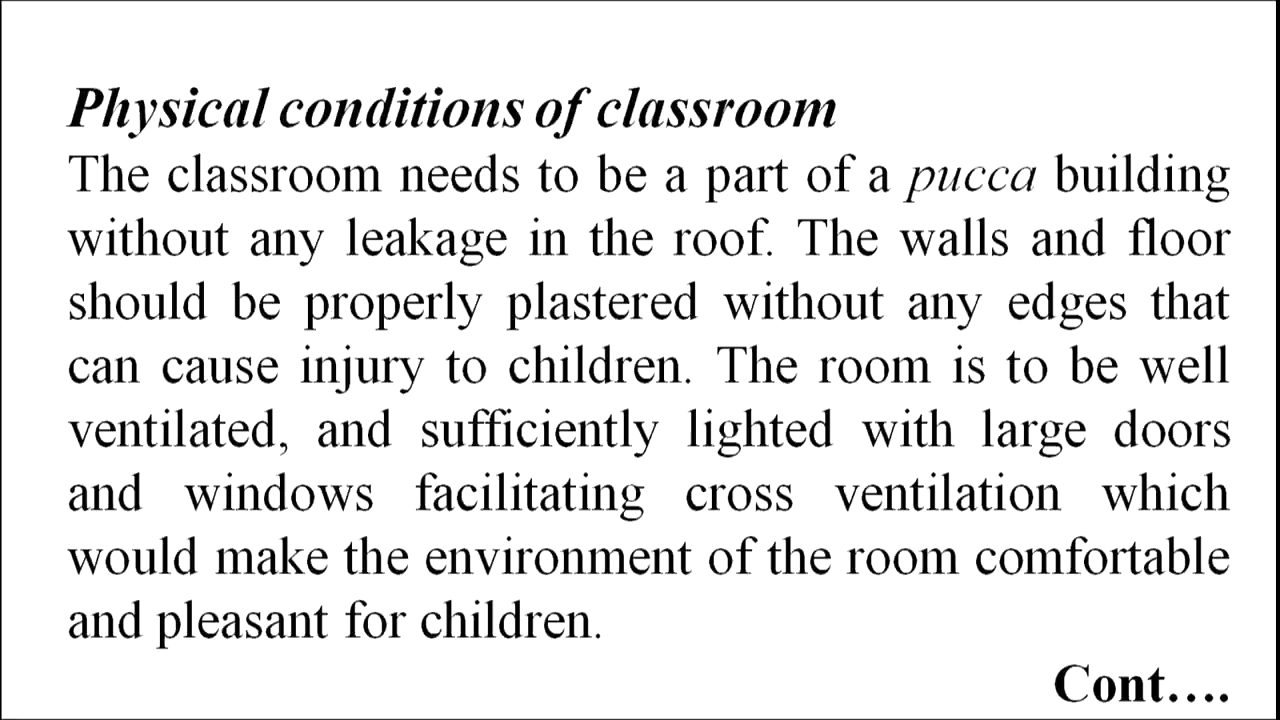 Physical conditions of classroom
The classroom needs to be a part of a pucca building
without any leakage in the roof. The walls and floor
should be properly plastered without any edges that
can cause injury to children. The room is to be well
ventilated, and sufficiently lighted with large doors
and windows facilitating cross ventilation which
would make the environment of the room comfortable
and pleasant for children.
Cont….